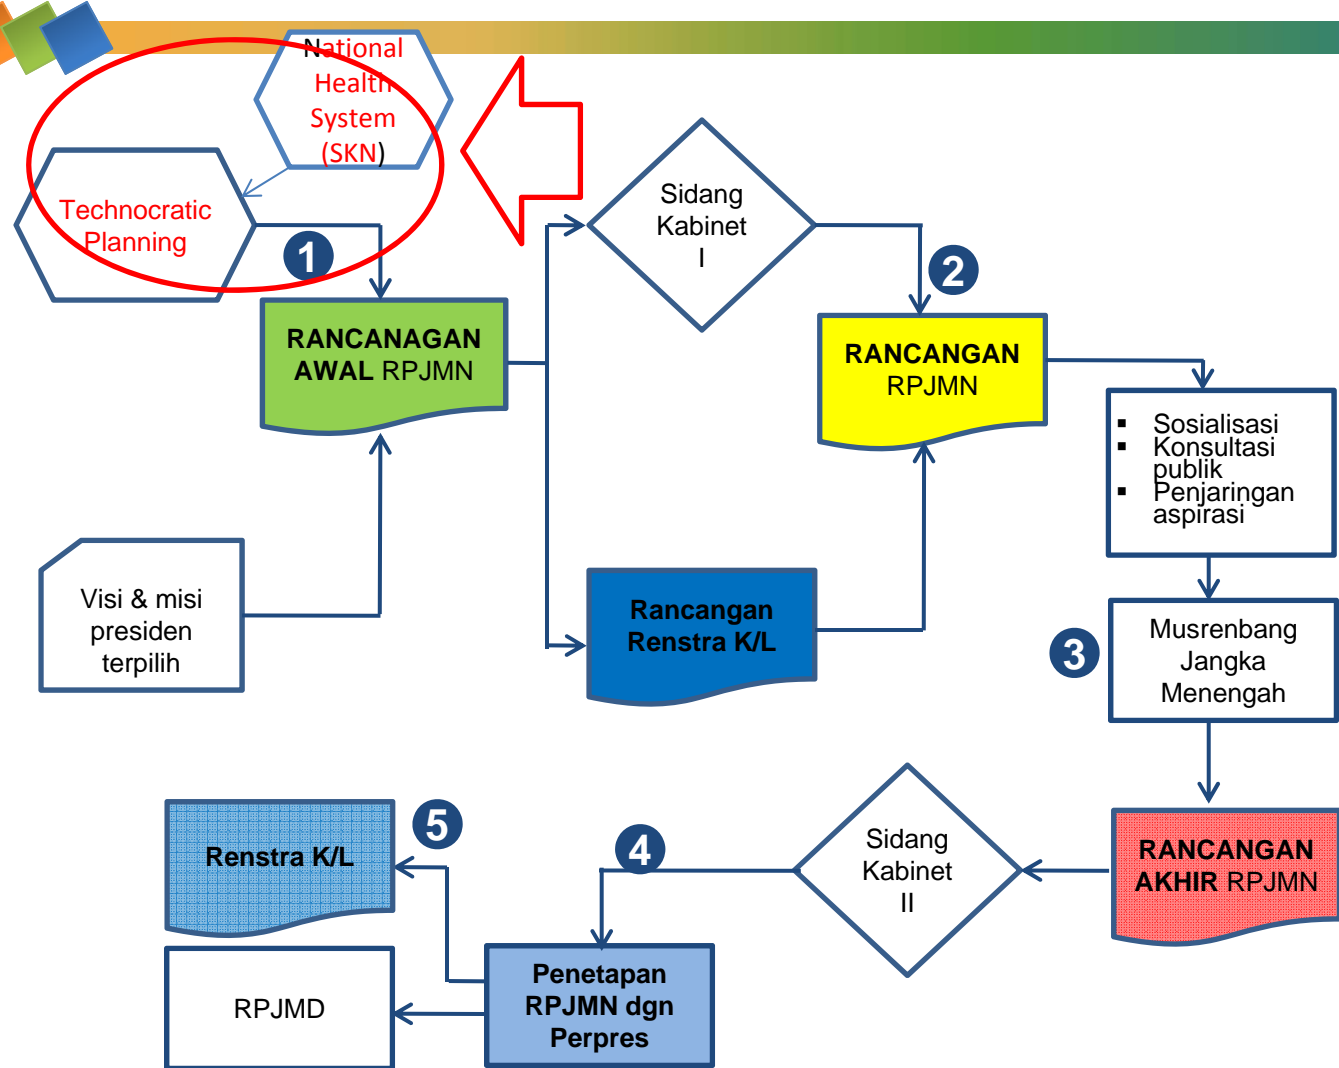 National
Health
System
(SKN)
Technocratic
Planning
1
RANCANAGAN
AWAL RPJMN
Visi & misi
presiden
terpilih
Sidang
Kabinet
I
Rancangan
Renstra K/L
2
RANCANGAN
RPJMN
▪ Sosialisasi
▪ Konsultasi
publik
▪ Penjaringan
aspirasi
3
Musrenbang
Jangka
Menengah
RANCANGAN
AKHIR RPJMN
Sidang
Kabinet
II
4
Penetapan
RPJMN dgn
Perpres
5
Renstra K/L
RPJMD